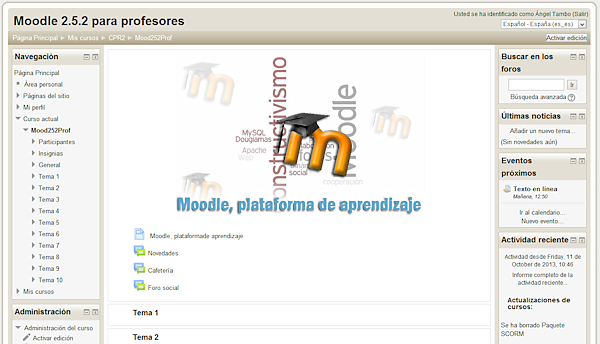 Moodle 2.5.2 para profesores
Usted se ha identificado como Ángel Tambo (Salir)
Español - España (es_es)
Página Principal ► Mis cursos ► CPR2 ► Mood252Prof
Activar edición
Navegación
Página Principal
Área personal
Páginas del sitio
Mi perfil
Curso actual
Mood252Prof
Participantes
Insignias
General
Tema 1
Tema 2
Tema 3
Tema 4
Tema 5
Tema 6
Tema 7
Tema 8
Tema 9
Tema 10
Mis cursos
Administración
Administración del curso
Activar edición
constructivismo
Moodle
MySQL
Dougiamas
Apache
Web
social
cooperación
m
Moodle, plataforma de aprendizaje
Moodle, plataformade aprendizaje
Novedades
Cafetería
Foro social
Tema 1
Tema 2
Buscar en los
foros
Ir
Búsqueda avanzada
Últimas noticias
Añadir un nuevo tema...
(Sin novedades aún)
Eventos
próximos
Texto en línea
Mañana, 12:50
Ir al calendario...
Nuevo evento...
Actividad reciente
Actividad desde Friday, 11 de
October de 2013, 10:46
Informe completo de la
actividad reciente...
Actualizaciones de
cursos:
Se ha borrado Paquete
SCORM